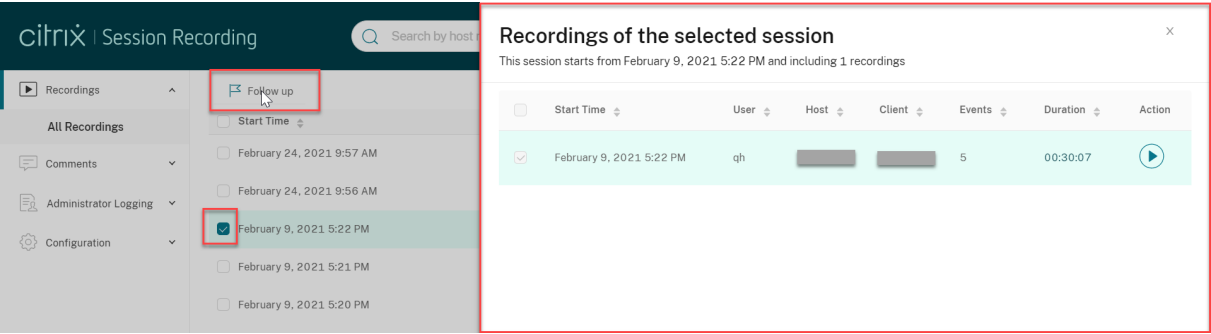 citrix | Session Recording
Search by host
Recordings
All Recordings
Comments
Administrator Logging
Configuration
Follow up
Start Time
February 24, 2021 9:57 AM
February 24, 2021 9:56 AM
February 9, 2021 5:22 PM
February 9, 2021 5:21 PM
February 9, 2021 5:20 PM
Recordings of the selected session
This session starts from February 9, 2021 5:22 PM and including 1 recordings
Start Time User Host Client Events Duration Action
February 9, 2021 5:22 PM qh 5 00:30:07